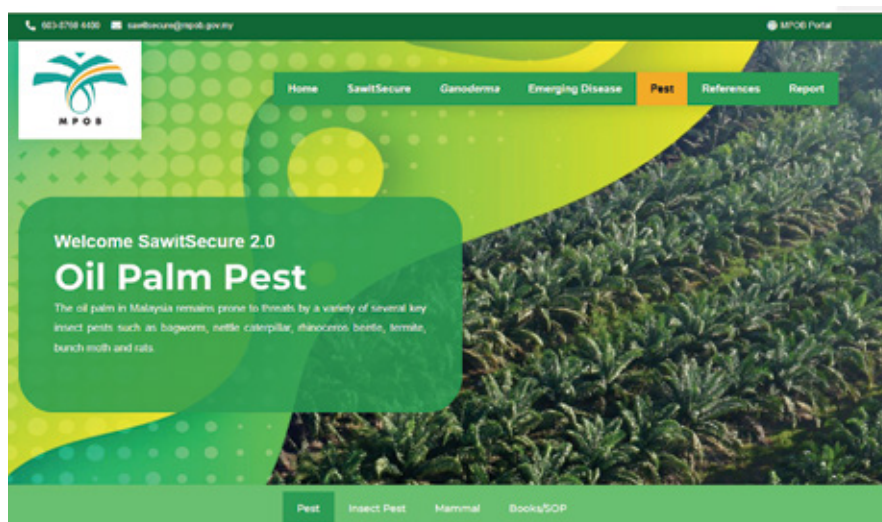 603-8768 4400 sawitsecure@mpob.gov.my MPOB Portal
MPOB
Home SawitSecure Ganoderma Emerging Disease Pest References Report
Welcome SawitSecure 2.0
Oil Palm Pest
The oil palm in Malaysia remains prone to threats by a variety of several key
insect pests such as bagworm, nettle caterpillar, rhinoceros beetle, termite,
bunch moth and rats.
Pest Insect Pest Mammal Books/SOP